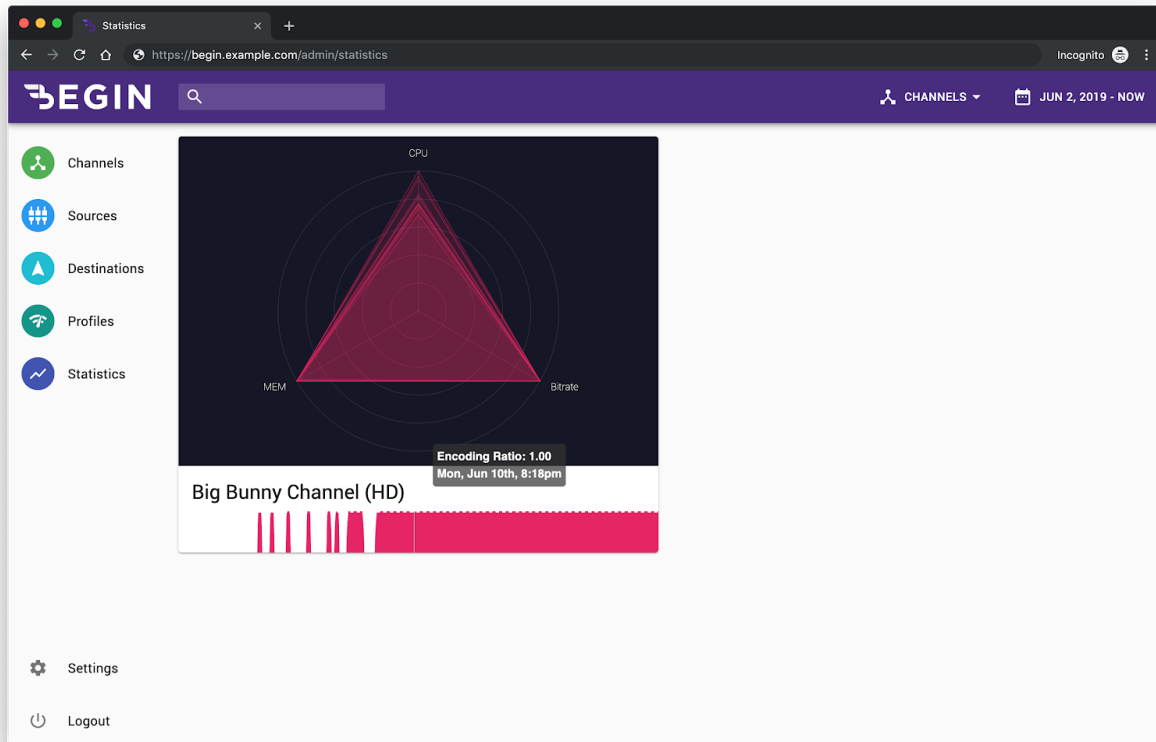 Statistics
https://begin.example.com/admin/statistics
Incognito
BEGIN
CHANNELS
JUN 2, 2019 - NOW
Channels
Sources
Destinations
Profiles
Statistics
CPU
MEM
Bitrate
Encoding Ratio: 1.00
Mon, Jun 10th, 8:18pm
Big Bunny Channel (HD)
Settings
Logout